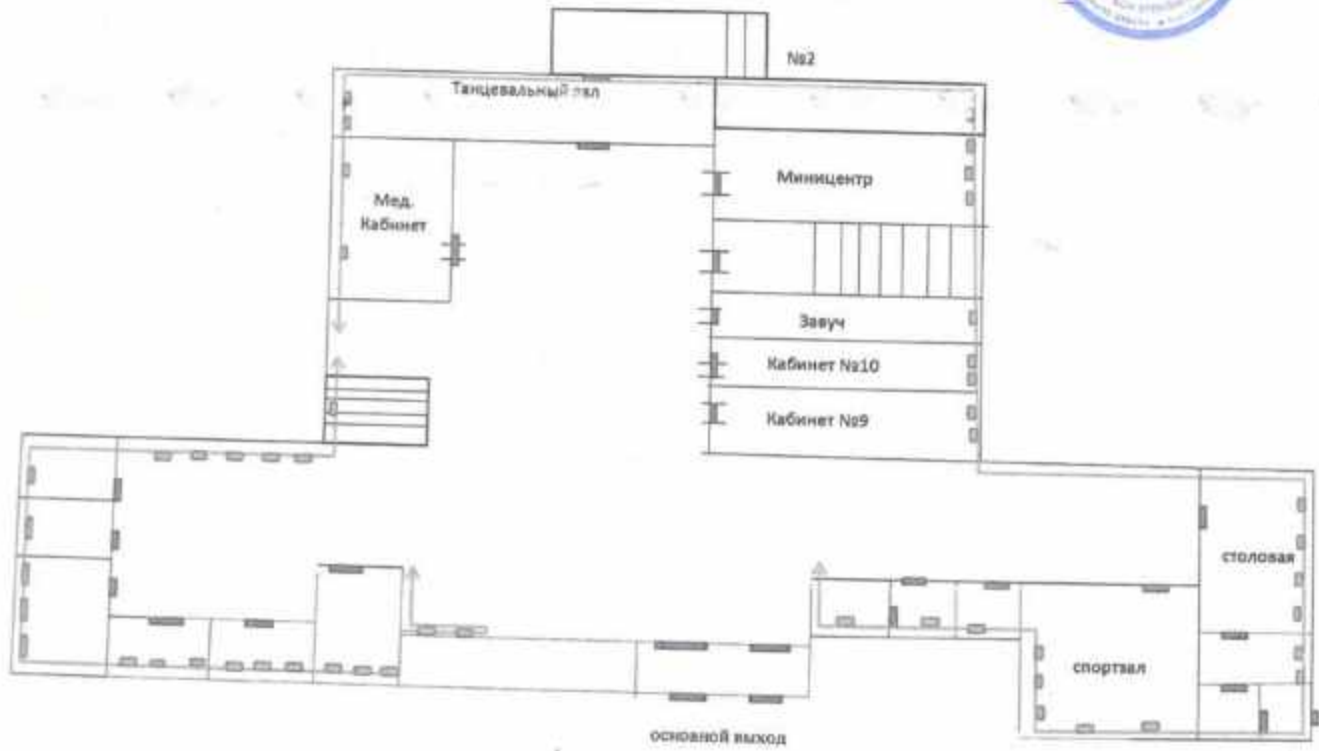 №2
Танцевальный зал
Миницентр
Мед.
Кабинет
Завуч
Кабинет №10
Кабинет №9
столовая
спортзал
основной выход